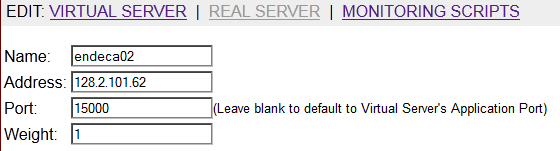 EDIT: VIRTUAL SERVER | REAL SERVER | MONITORING SCRIPTS
Name: endeca02
Address: 128.2.101.62
Port: 15000 (Leave blank to default to Virtual Server's Application Port)
Weight: 1